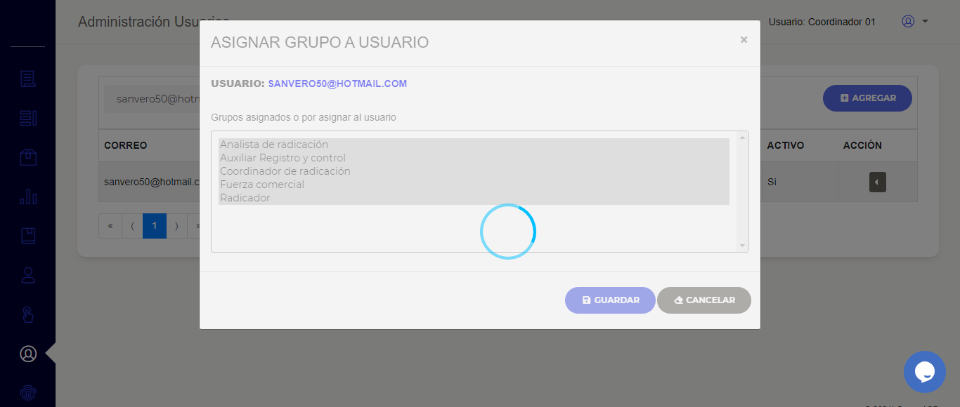 Administración Usuarios
Usuario: Coordinador 01
ASIGNAR GRUPO A USUARIO
×
USUARIO: SANVERO50@HOTMAIL.COM
sanvero50@hotm
AGREGAR
Grupos asignados o por asignar al usuario
Analista de radicación
Auxiliar Registro y control
Coordinador de radicación
Fuerza comercial
Radicador
CORREO
ACTIVO
ACCIÓN
sanvero50@hotmail.c
Si
« ⟨ 1 ⟩
GUARDAR
CANCELAR